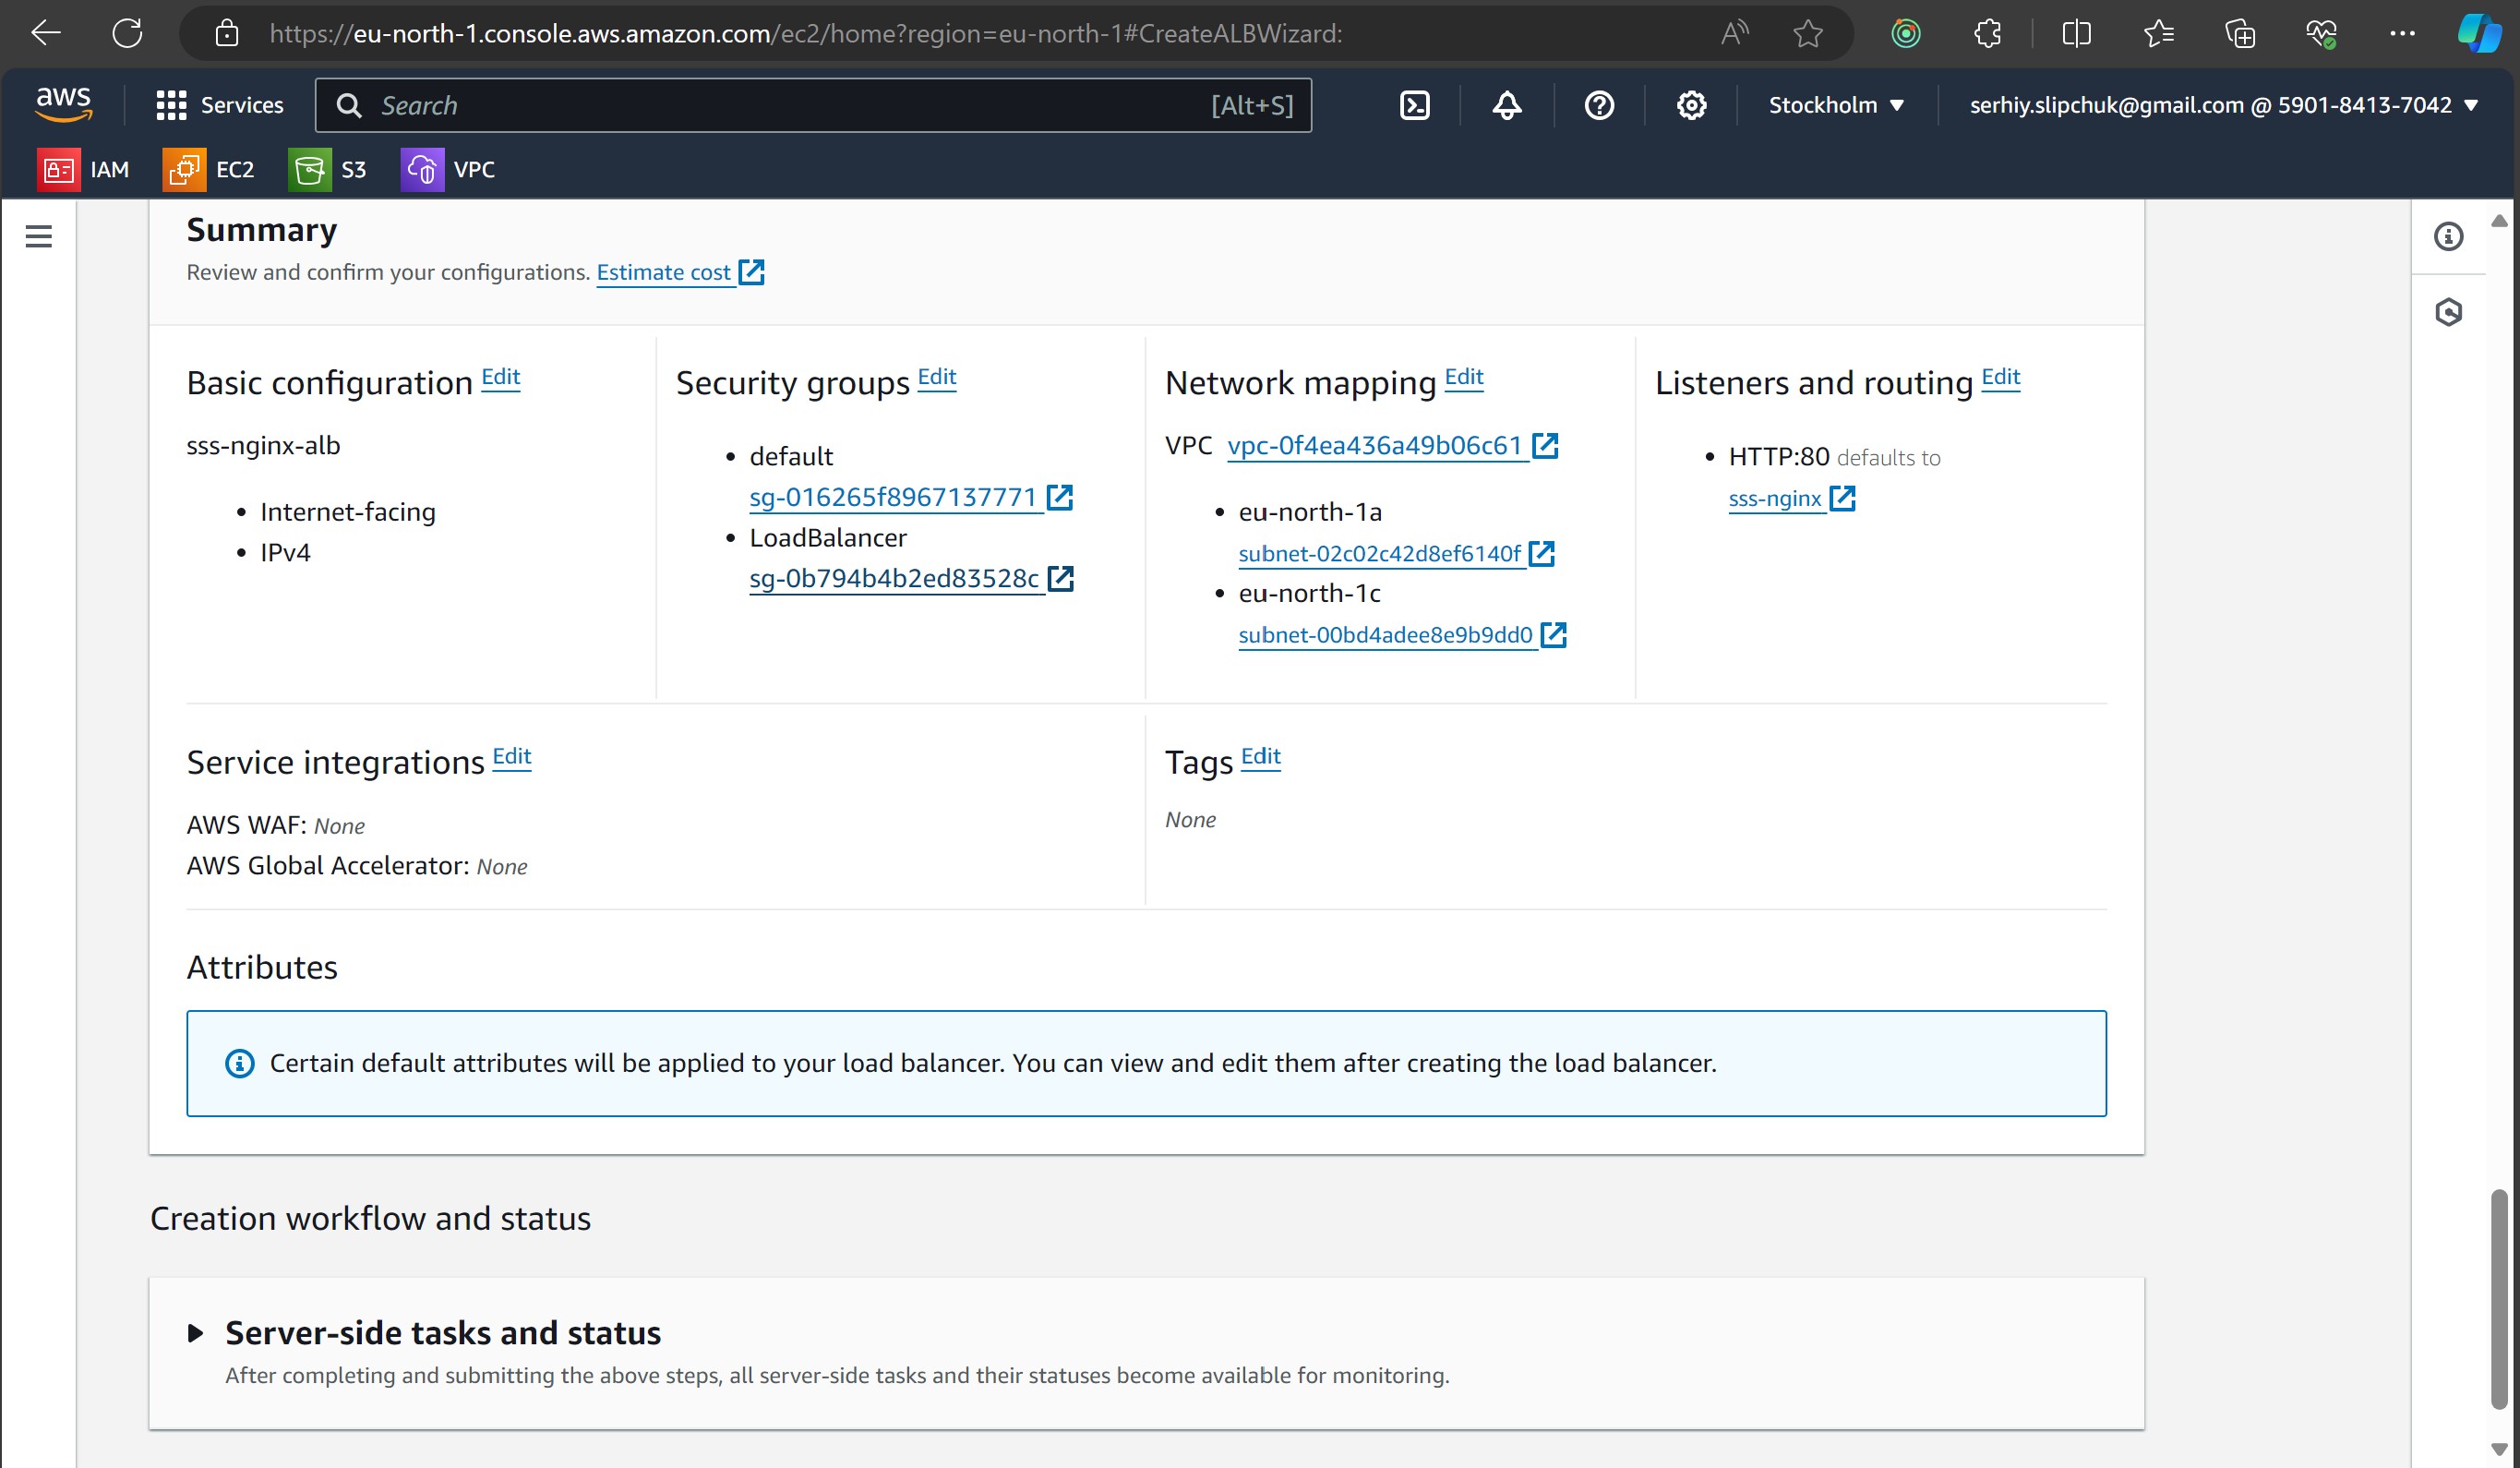 https://eu-north-1.console.aws.amazon.com/ec2/home?region=eu-north-1#CreateALBWizard:
aws
Services
Search
[Alt+S]
Stockholm
serhiy.slipchuk@gmail.com @ 5901-8413-7042
IAM
EC2
S3
VPC
Summary
Review and confirm your configurations. Estimate cost
Basic configuration Edit
sss-nginx-alb
• Internet-facing
• IPv4
Security groups Edit
• default
sg-016265f8967137771
• LoadBalancer
sg-0b794b4b2ed83528c
Network mapping Edit
VPC vpc-0f4ea436a49b06c61
• eu-north-1a
subnet-02c02c42d8ef6140f
• eu-north-1c
subnet-00bd4adee8e9b9dd0
Listeners and routing Edit
• HTTP:80 defaults to
sss-nginx
Service integrations Edit
AWS WAF: None
AWS Global Accelerator: None
Tags Edit
None
Attributes
Certain default attributes will be applied to your load balancer. You can view and edit them after creating the load balancer.
Creation workflow and status
Server-side tasks and status
After completing and submitting the above steps, all server-side tasks and their statuses become available for monitoring.